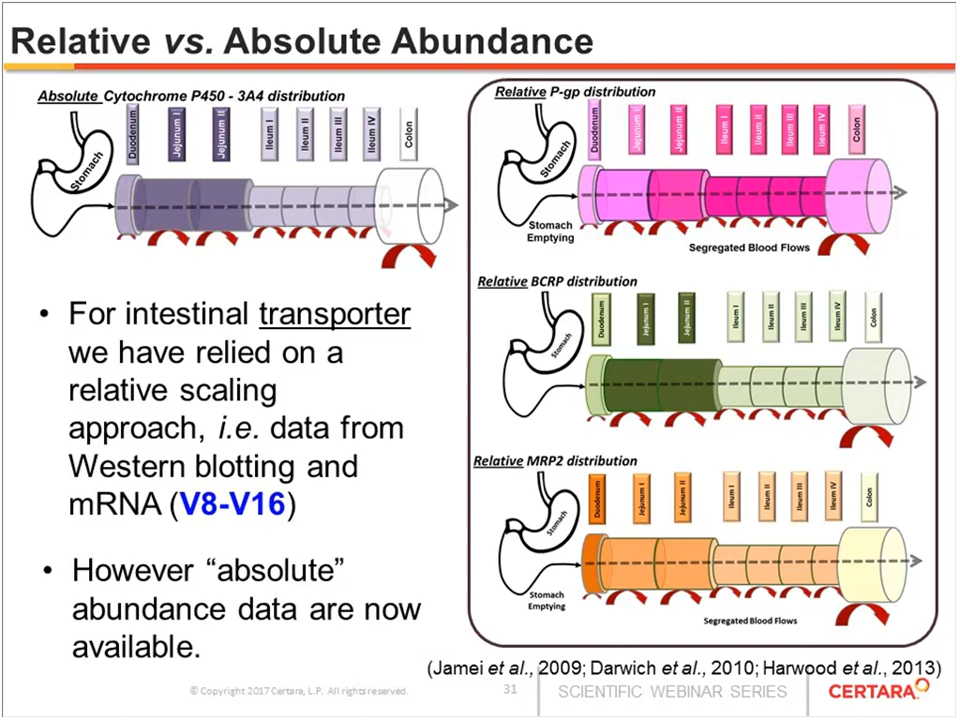 Relative vs. Absolute Abundance
Absolute Cytochrome P450 - 3A4 distribution
Duodenum
Jejunum I
Jejunum II
Ileum I
Ileum II
Ileum III
Ileum IV
Colon
Stomach
• For intestinal transporter
we have relied on a
relative scaling
approach, i.e. data from
Western blotting and
mRNA (V8-V16)
• However “absolute”
abundance data are now
available.
Relative P-gp distribution
Duodenum
Jejunum I
Jejunum II
Ileum I
Ileum II
Ileum III
Ileum IV
Colon
Stomach
Stomach
Emptying
Segregated Blood Flows
Relative BCRP distribution
Duodenum
Jejunum I
Jejunum II
Ileum I
Ileum II
Ileum III
Ileum IV
Colon
Stomach
Relative MRP2 distribution
Duodenum
Jejunum I
Jejunum II
Ileum I
Ileum II
Ileum III
Ileum IV
Colon
Stomach
Stomach
Emptying
Segregated Blood Flows
(Jamei et al., 2009; Darwich et al., 2010; Harwood et al., 2013)
© Copyright 2017 Certara, L.P. All rights reserved.
31
SCIENTIFIC WEBINAR SERIES
CERTARA